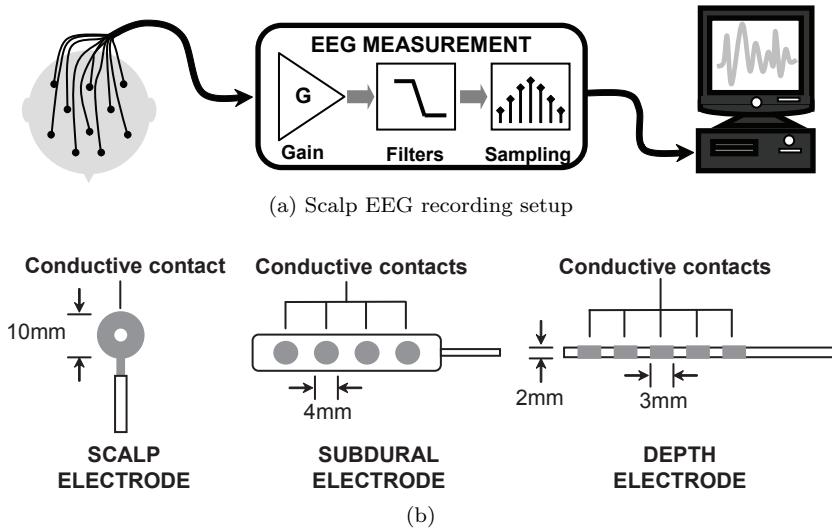 EEG MEASUREMENT
G
Gain
Filters
Sampling
(a) Scalp EEG recording setup
Conductive contact
10mm
SCALP
ELECTRODE
Conductive contacts
4mm
SUBDURAL
ELECTRODE
Conductive contacts
2mm
3mm
DEPTH
ELECTRODE
(b)